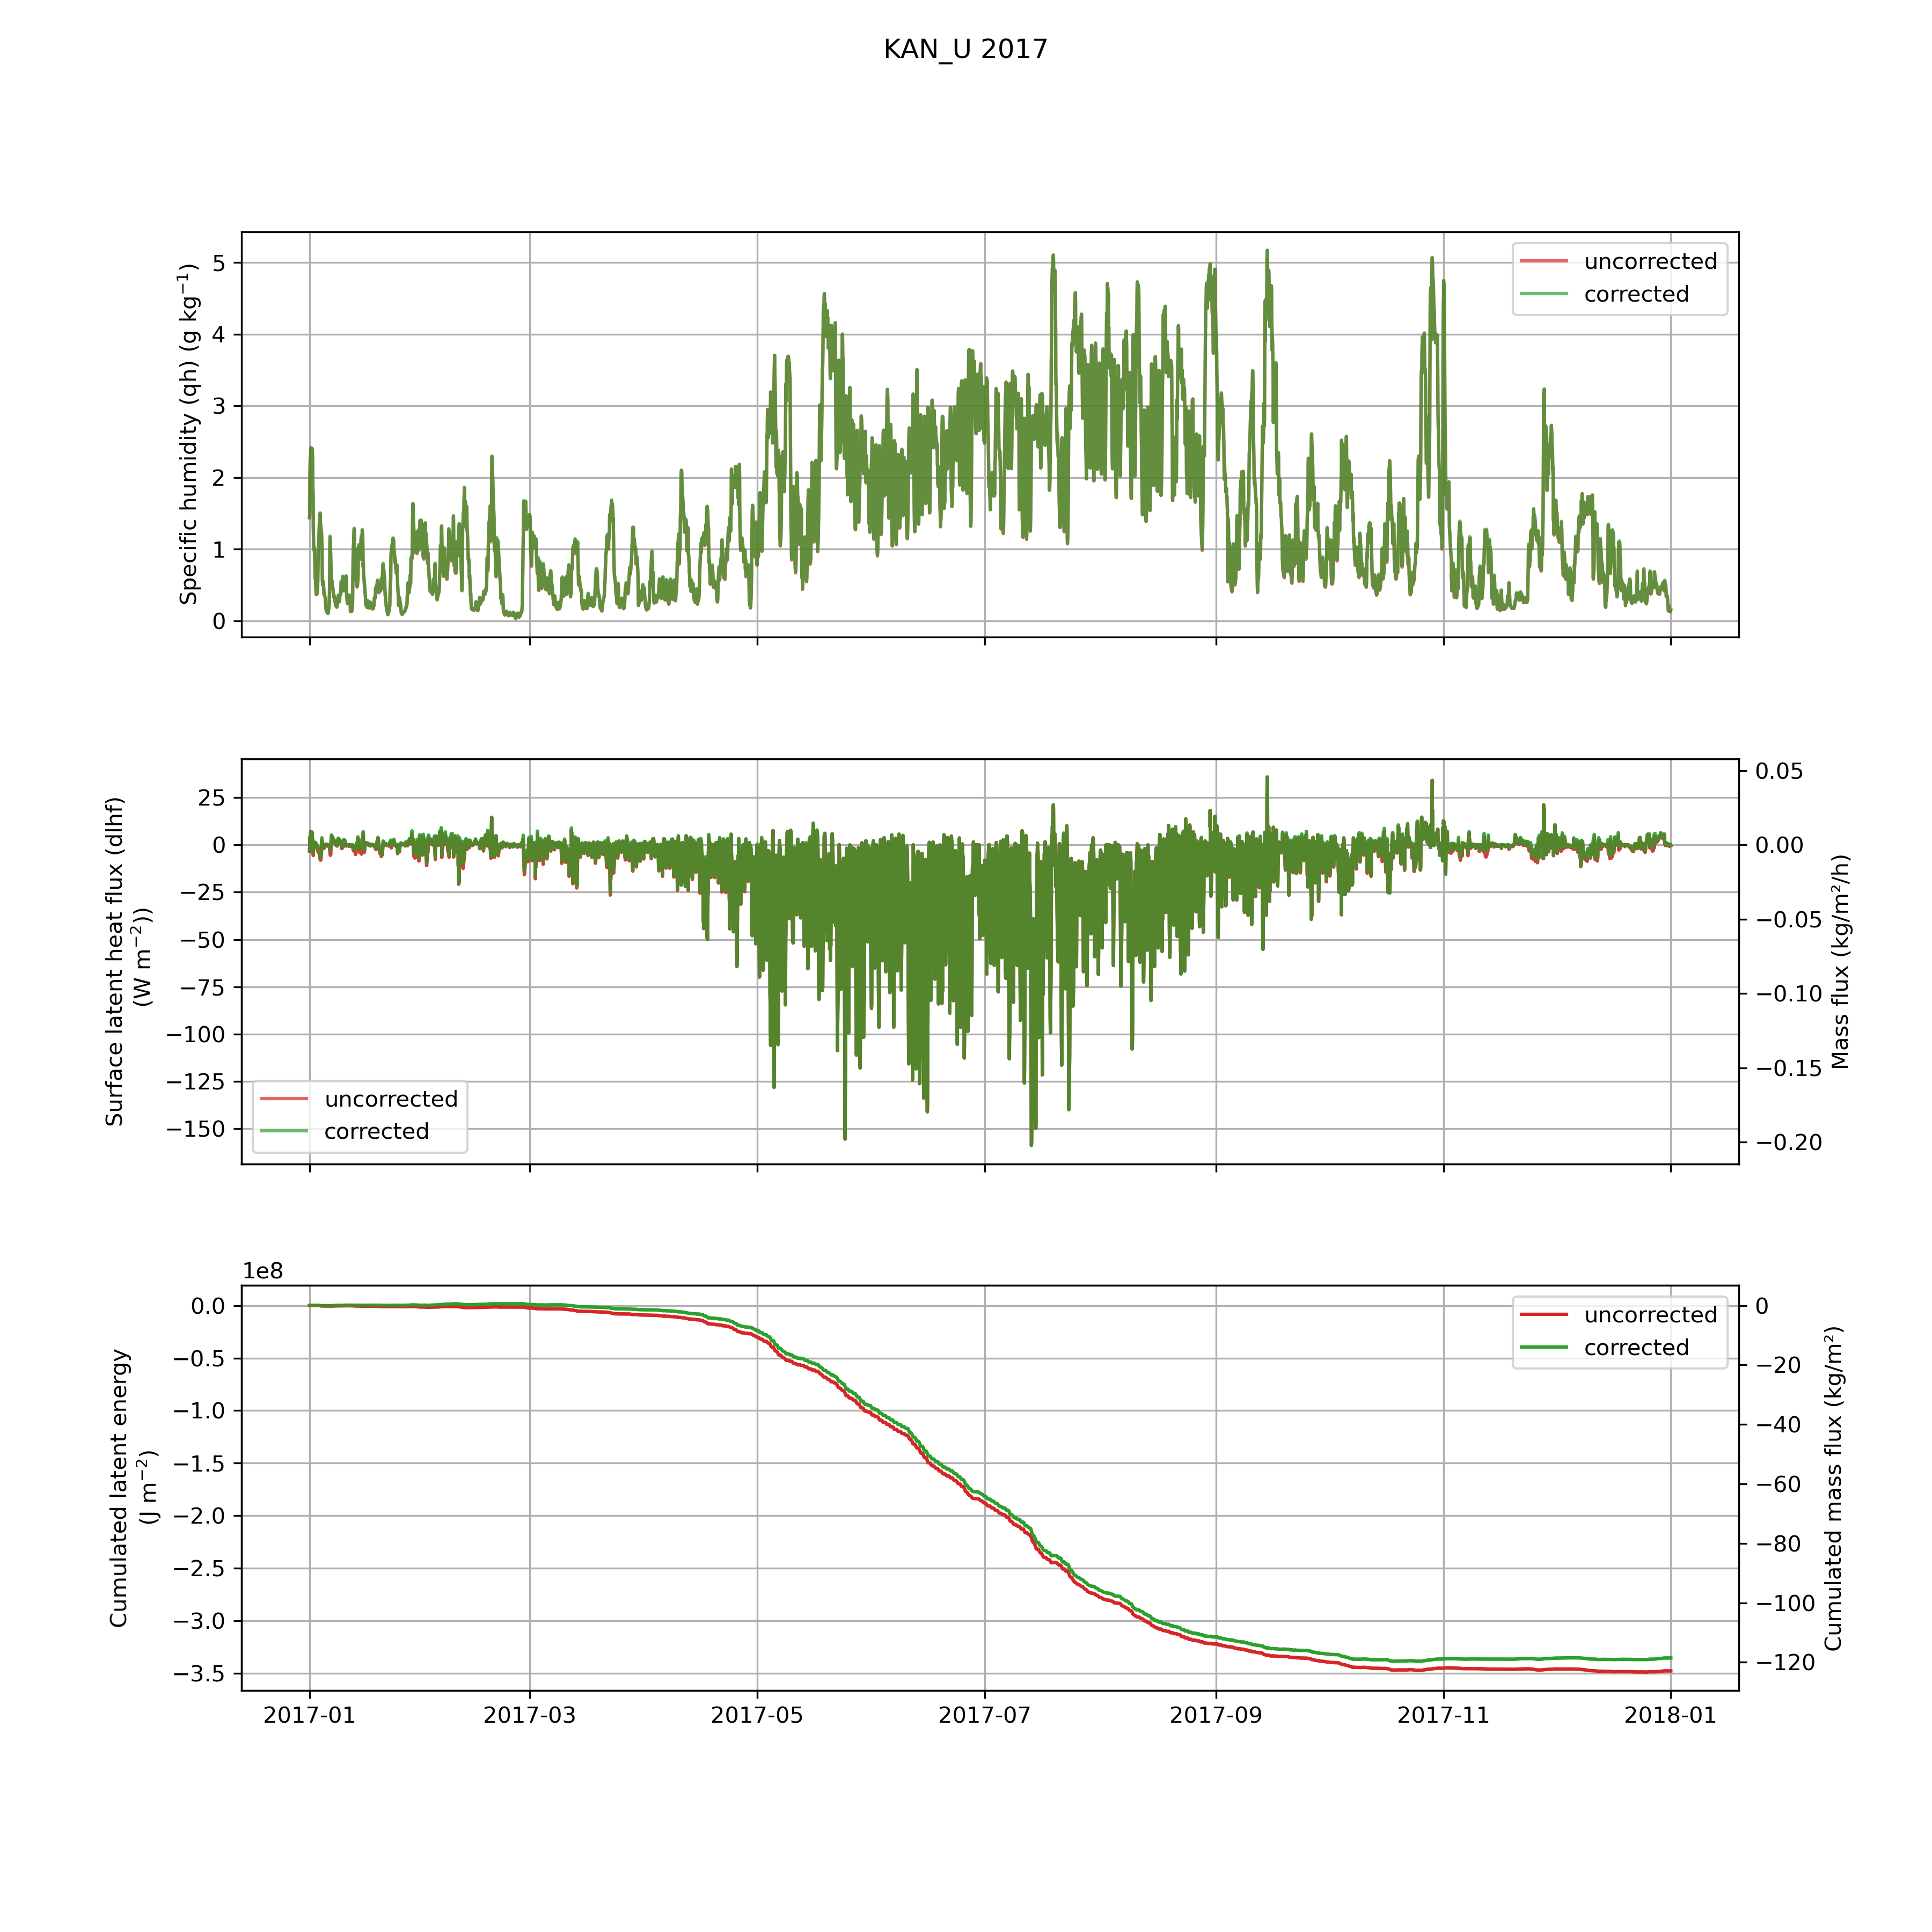 KAN_U 2017
Specific humidity (qh) (g kg⁻¹)
5
4
3
2
1
0
uncorrected
corrected
Surface latent heat flux (dlhf)
(W m⁻²))
25
0
−25
−50
−75
−100
−125
−150
uncorrected
corrected
0.05
0.00
−0.05
−0.10
−0.15
−0.20
Mass flux (kg/m²/h)
1e8
Cumulated latent energy
(J m⁻²)
0.0
−0.5
−1.0
−1.5
−2.0
−2.5
−3.0
−3.5
uncorrected
corrected
0
−20
−40
−60
−80
−100
−120
Cumulated mass flux (kg/m²)
2017-01 2017-03 2017-05 2017-07 2017-09 2017-11 2018-01